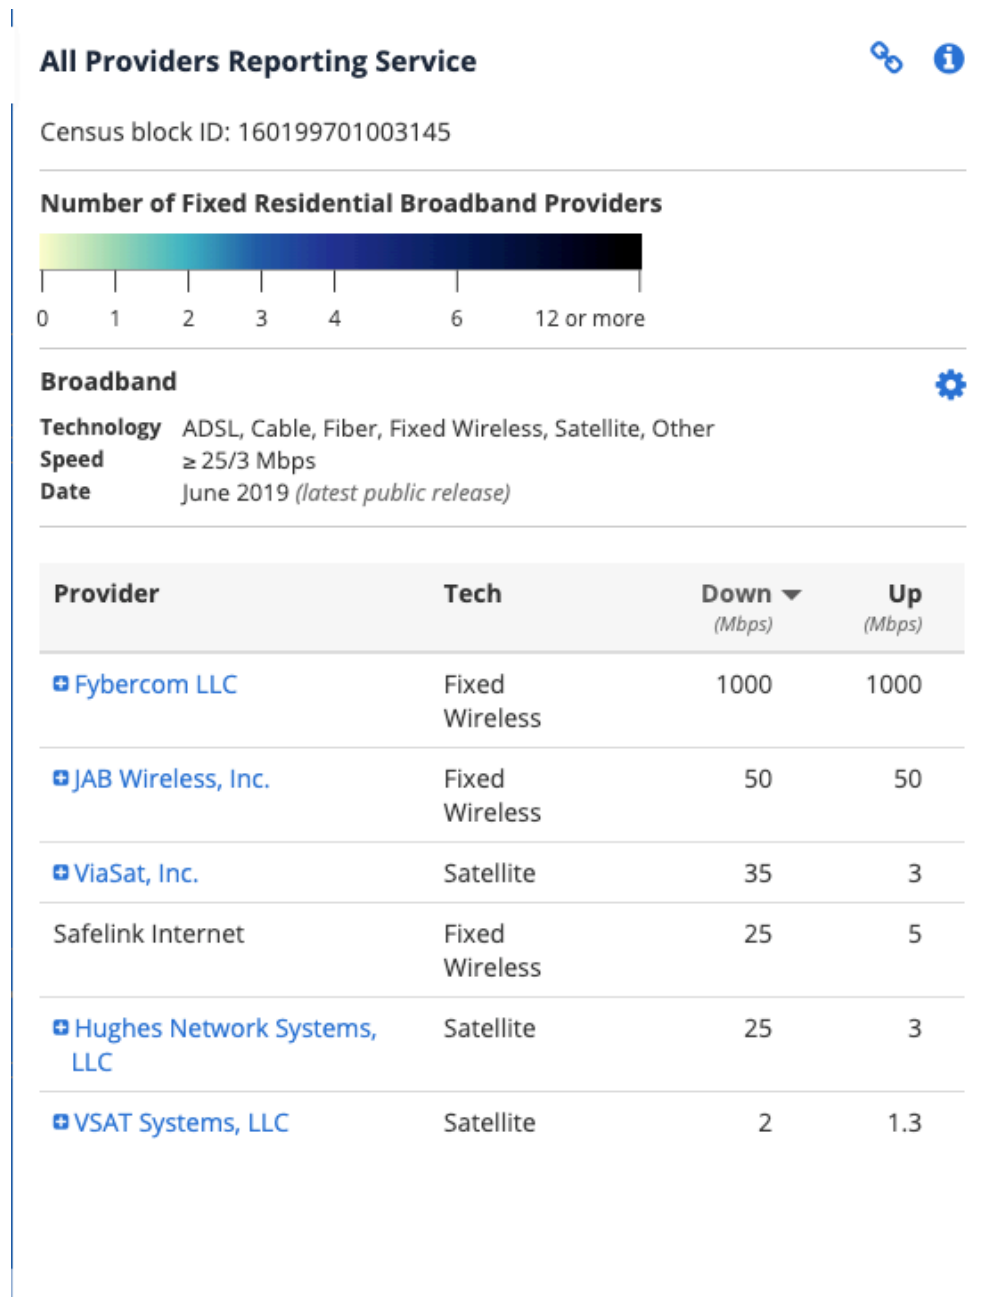 All Providers Reporting Service
Census block ID: 160199701003145
Number of Fixed Residential Broadband Providers
0 1 2 3 4 6 12 or more
Broadband
Technology ADSL, Cable, Fiber, Fixed Wireless, Satellite, Other
Speed ≥ 25/3 Mbps
Date June 2019 (latest public release)
Provider Tech Down Up
(Mbps) (Mbps)
Fybercom LLC Fixed 1000 1000
Wireless
JAB Wireless, Inc. Fixed 50 50
Wireless
ViaSat, Inc. Satellite 35 3
Safelink Internet Fixed 25 5
Wireless
Hughes Network Systems, Satellite 25 3
LLC
VSAT Systems, LLC Satellite 2 1.3